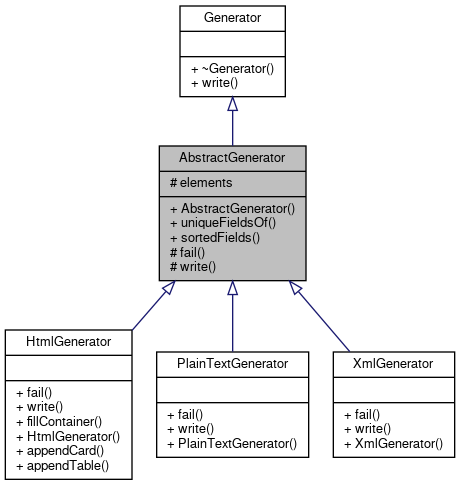 Generator
+ ~Generator()
+ write()
AbstractGenerator
# elements
+ AbstractGenerator()
+ uniqueFieldsOf()
+ sortedFields()
# fail()
# write()
HtmlGenerator
+ fail()
+ write()
+ fillContainer()
+ HtmlGenerator()
+ appendCard()
+ appendTable()
PlainTextGenerator
+ fail()
+ write()
+ PlainTextGenerator()
XmlGenerator
+ fail()
+ write()
+ XmlGenerator()